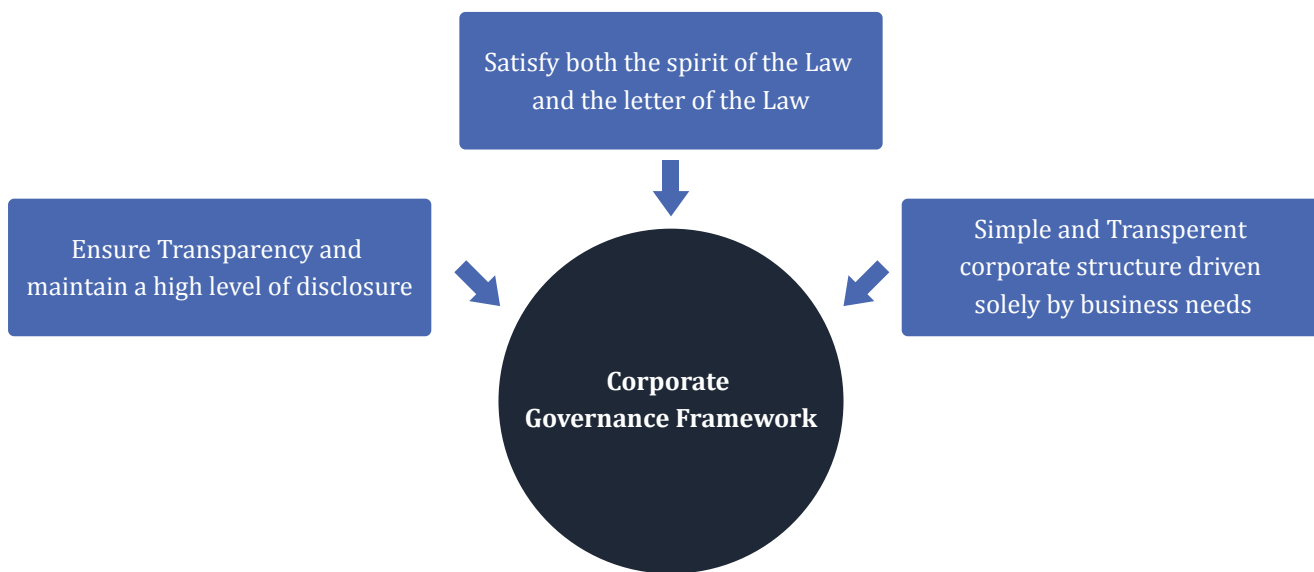 Satisfy both the spirit of the Law
and the letter of the Law
Ensure Transparency and
maintain a high level of disclosure
Simple and Transperent
corporate structure driven
solely by business needs
Corporate
Governance Framework